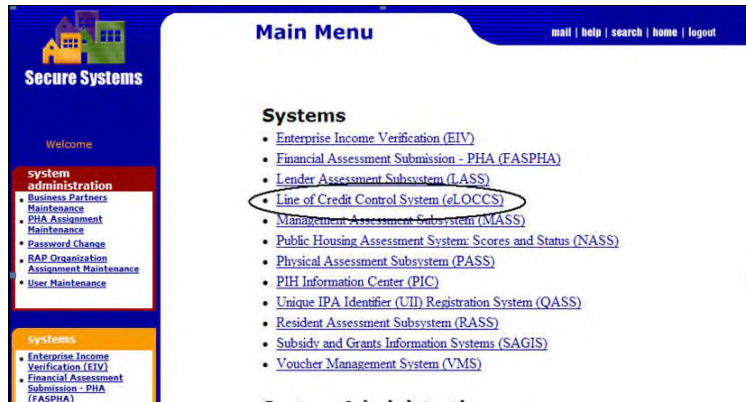 Main Menu
mail | help | search | home | logout
Secure Systems
Welcome
system
administration
Business Partners
Maintenance
PHA Assignment
Maintenance
Password Change
RAP Organization
Assignment Maintenance
User Maintenance
systems
Enterprise Income
Verification (EIV)
Financial Assessment
Submission - PHA
(FASPHA)
Systems
Enterprise Income Verification (EIV)
Financial Assessment Submission - PHA (FASPHA)
Lender Assessment Subsystem (LASS)
Line of Credit Control System (eLOCCS)
Management Assessment Subsystem (MASS)
Public Housing Assessment System: Scores and Status (NASS)
Physical Assessment Subsystem (PASS)
PIH Information Center (PIC)
Unique IPA Identifier (UII) Registration System (QASS)
Resident Assessment Subsystem (RASS)
Subsidy and Grants Information Systems (SAGIS)
Voucher Management System (VMS)